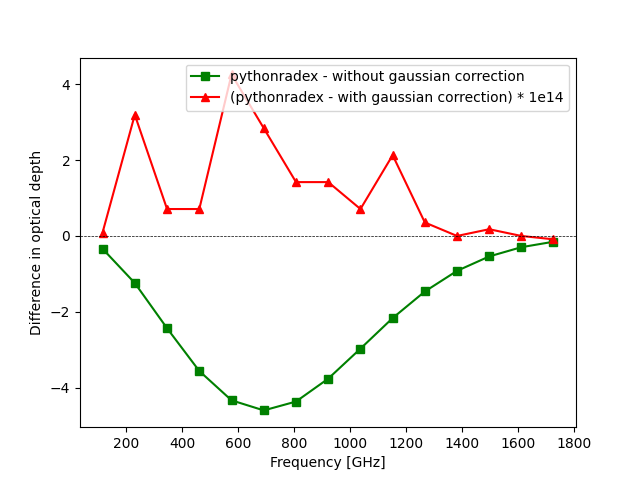 pythonradex - without gaussian correction
(pythonradex - with gaussian correction) * 1e14
4
2
0
−2
−4
Difference in optical depth
200 400 600 800 1000 1200 1400 1600 1800
Frequency [GHz]